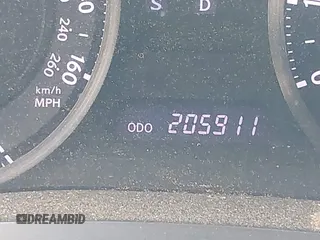 S D
240
260
160
km/h
MPH
ODO 205911
DREAMBID